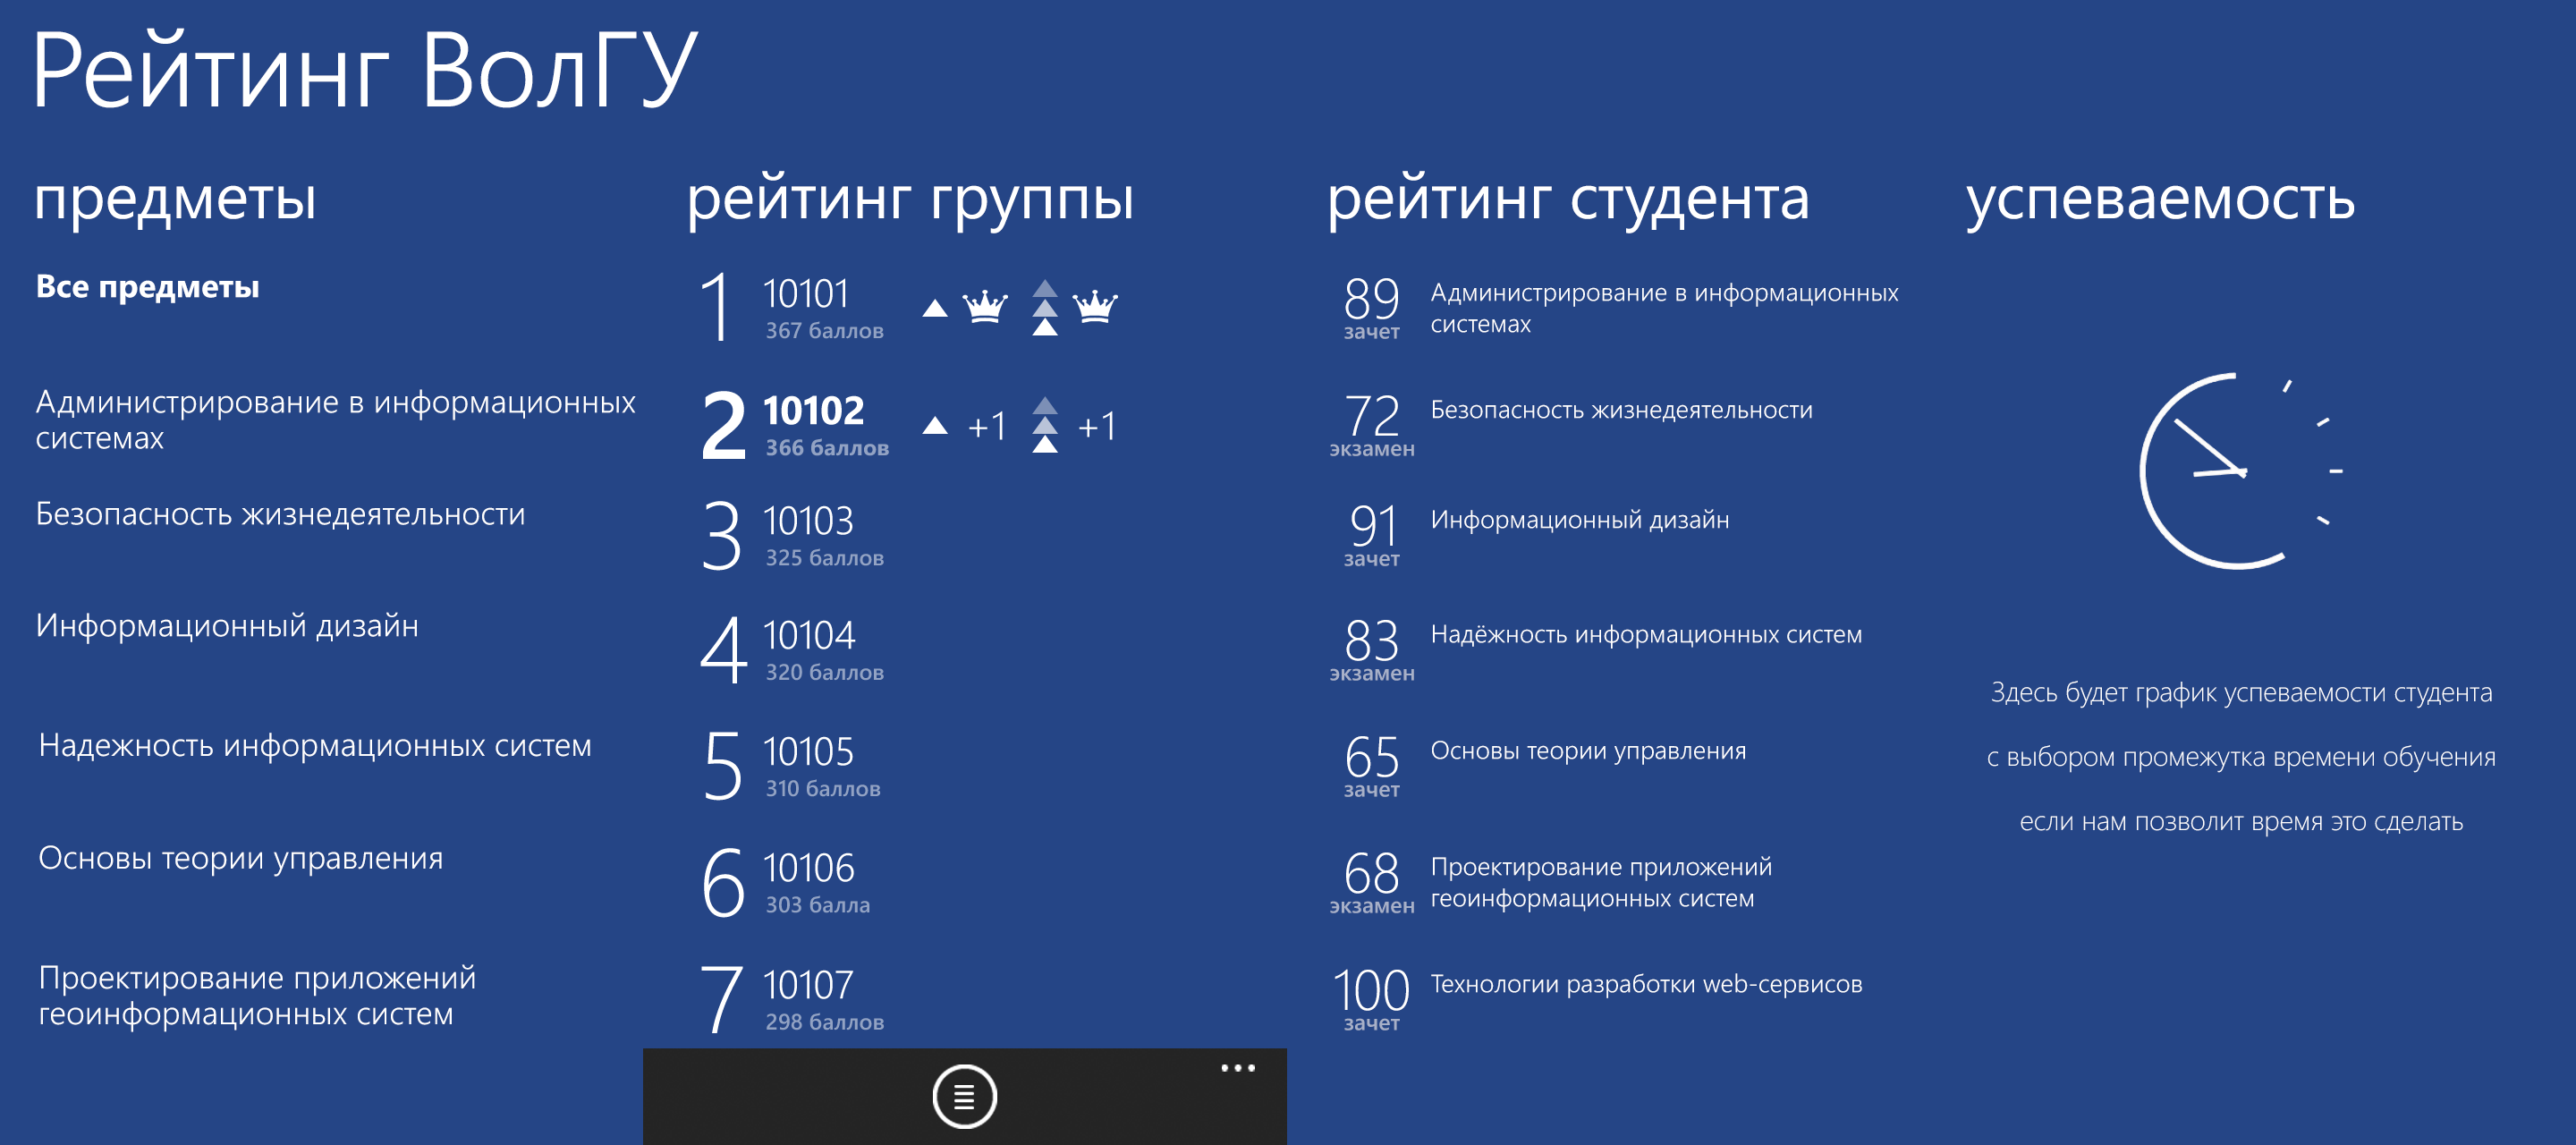 Рейтинг ВолГУ
предметы
Все предметы
Администрирование в информационных
системах
Безопасность жизнедеятельности
Информационный дизайн
Надежность информационных систем
Основы теории управления
Проектирование приложений
геоинформационных систем
рейтинг группы
1 10101
367 баллов
2 10102 +1 +1
366 баллов
3 10103
325 баллов
4 10104
320 баллов
5 10105
310 баллов
6 10106
303 балла
7 10107
298 баллов
рейтинг студента
89 Администрирование в информационных
зачет системах
72 Безопасность жизнедеятельности
экзамен
91 Информационный дизайн
зачет
83 Надёжность информационных систем
экзамен
65 Основы теории управления
зачет
68 Проектирование приложений
экзамен геоинформационных систем
100 Технологии разработки web-сервисов
зачет
успеваемость
Здесь будет график успеваемости студента
с выбором промежутка времени обучения
если нам позволит время это сделать